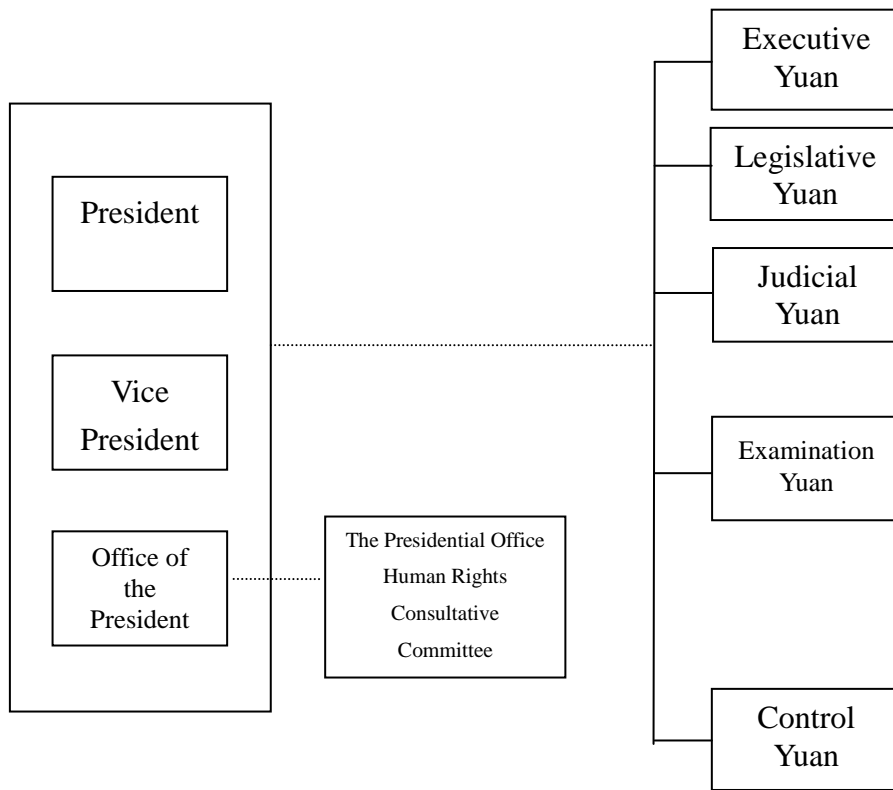 President
Vice
President
Office of
the
President
The Presidential Office
Human Rights
Consultative
Committee
Executive
Yuan
Legislative
Yuan
Judicial
Yuan
Examination
Yuan
Control
Yuan